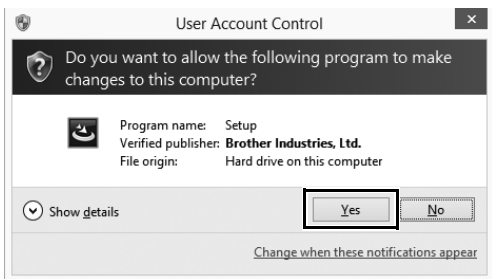 User Account Control
Do you want to allow the following program to make
changes to this computer?
Program name: Setup
Verified publisher: Brother Industries, Ltd.
File origin: Hard drive on this computer
Show details
Yes
No
Change when these notifications appear